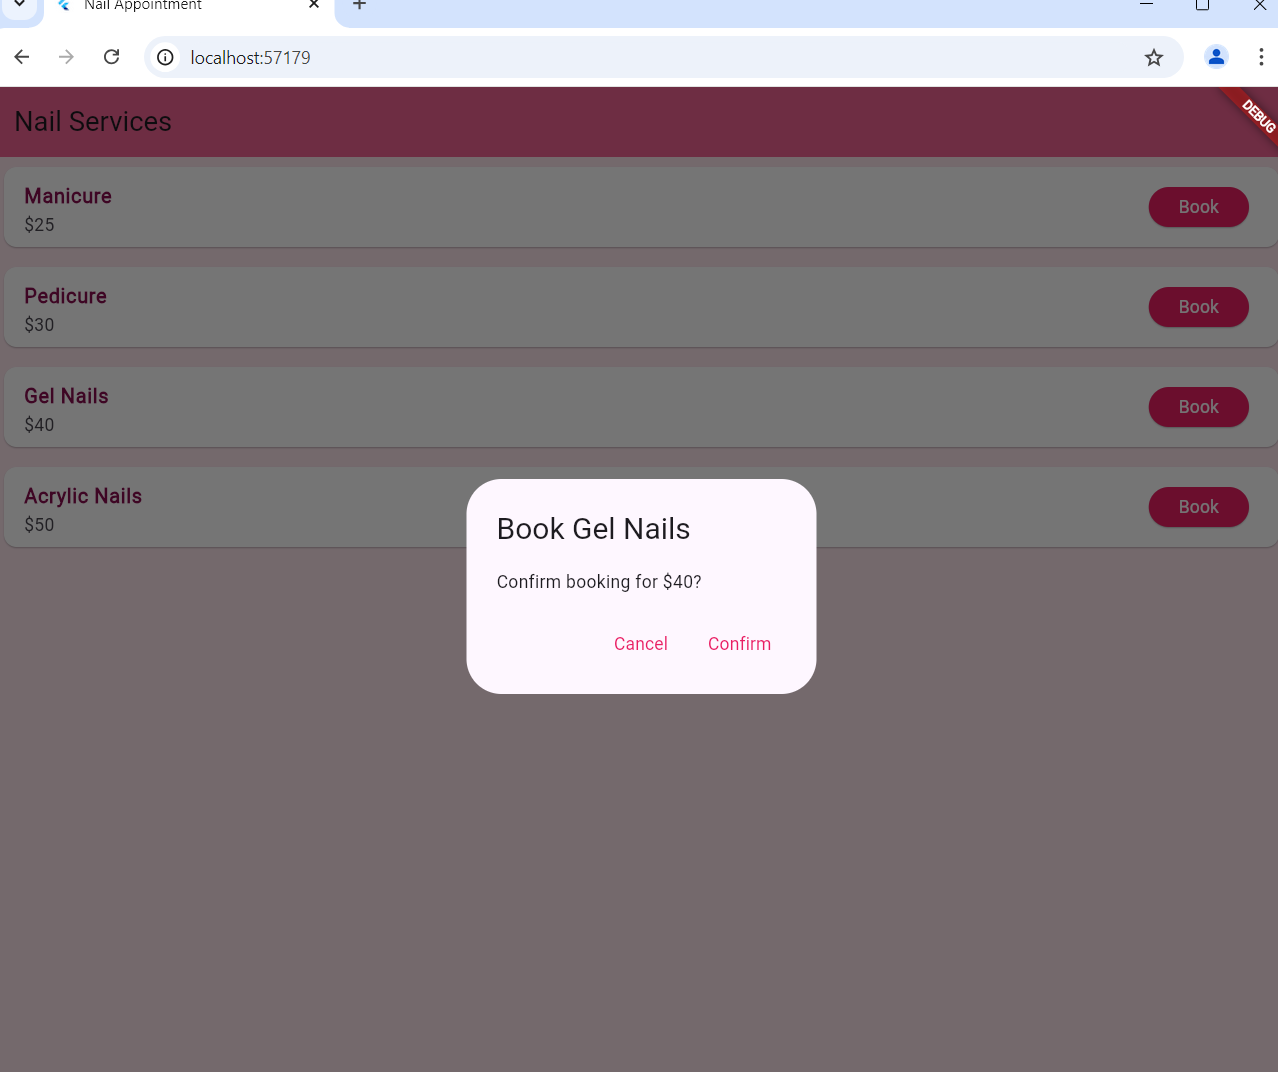 Nail Appointment
localhost:57179
Nail Services
DEBUG
Manicure
$25
Book
Pedicure
$30
Book
Gel Nails
$40
Book
Acrylic Nails
$50
Book
Book Gel Nails
Confirm booking for $40?
Cancel Confirm